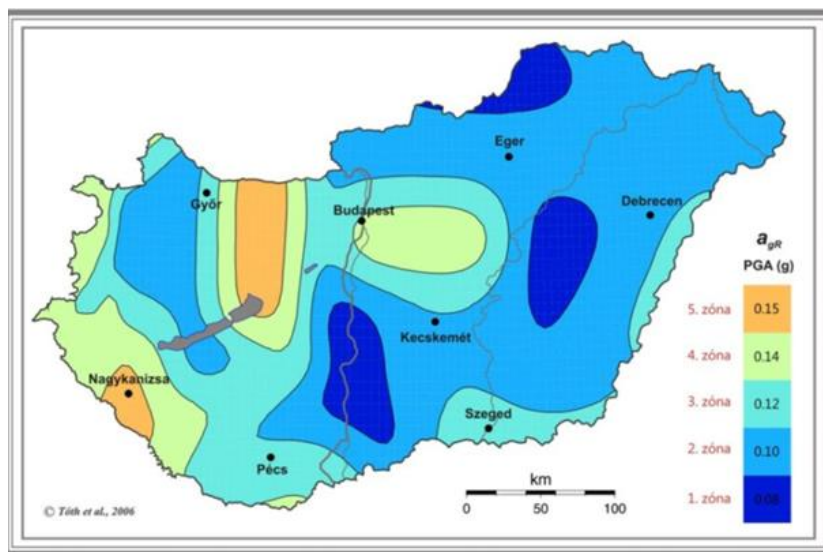 Eger
Debrecen
Győr
Budapest
a_gR
PGA (g)
5. zóna 0.15
4. zóna 0.14
Kecskemét
Nagykanizsa
3. zóna 0.12
Szeged
2. zóna 0.10
Pécs
km
0 50 100
1. zóna 0.08
© Tóth et al., 2006